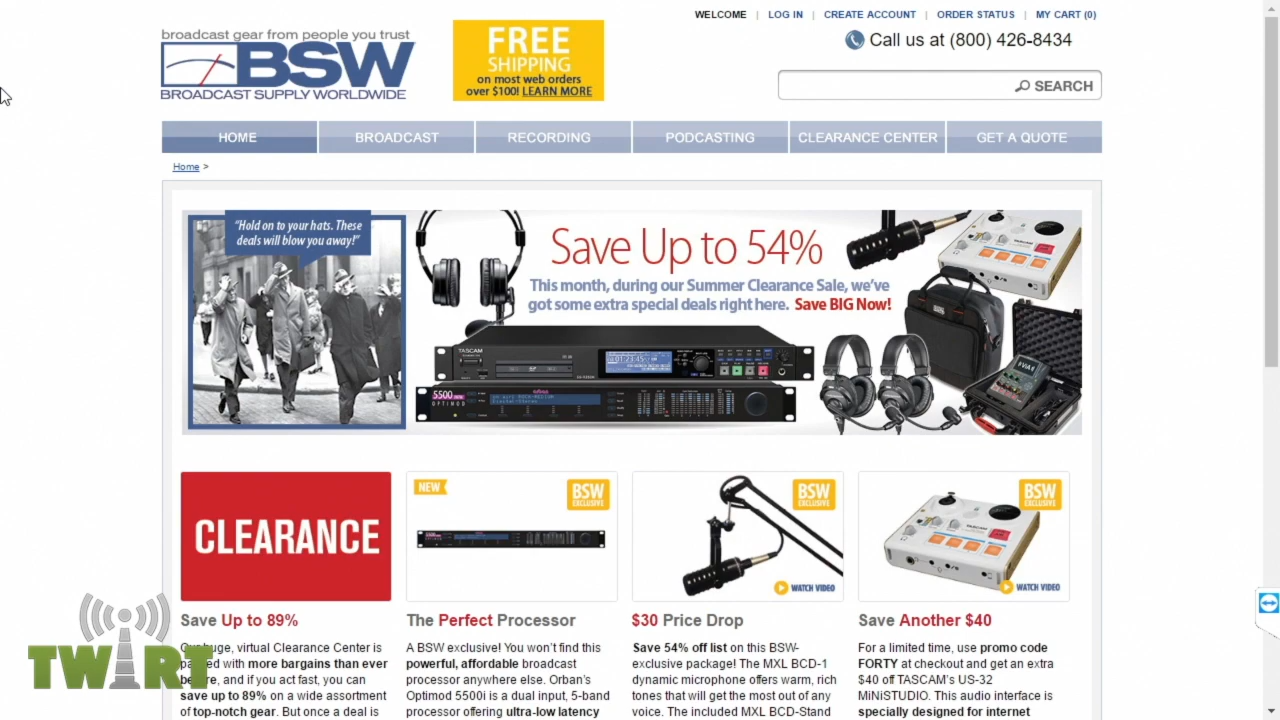 WELCOME | LOG IN | CREATE ACCOUNT | ORDER STATUS | MY CART (0)
broadcast gear from people you trust
BSW
BROADCAST SUPPLY WORLDWIDE
FREE
SHIPPING
on most web orders
over $100! LEARN MORE
Call us at (800) 426-8434
SEARCH
HOME
BROADCAST
RECORDING
PODCASTING
CLEARANCE CENTER
GET A QUOTE
Home >
"Hold on to your hats. These
deals will blow you away!"
Save Up to 54%
This month, during our Summer Clearance Sale, we've
got some extra special deals right here. Save BIG Now!
TASCAM
5500
OPTIMOD
CLEARANCE
NEW
BSW
EXCLUSIVE
BSW
EXCLUSIVE
WATCH VIDEO
BSW
EXCLUSIVE
TASCAM
WATCH VIDEO
Save Up to 89%
huge, virtual Clearance Center is
with more bargains than ever
and if you act fast, you can
save up to 89% on a wide assortment
of top-notch gear. But once a deal is
The Perfect Processor
A BSW exclusive! You won't find this
powerful, affordable broadcast
processor anywhere else. Orban's
Optimod 5500i is a dual input, 5-band
processor offering ultra-low latency
$30 Price Drop
Save 54% off list on this BSW-
exclusive package! The MXL BCD-1
dynamic microphone offers warm, rich
tones that will get the most out of any
voice. The included MXL BCD-Stand
Save Another $40
For a limited time, use promo code
FORTY at checkout and get an extra
$40 off TASCAM's US-32
MiNiSTUDIO. This audio interface is
specially designed for internet
TWIRT